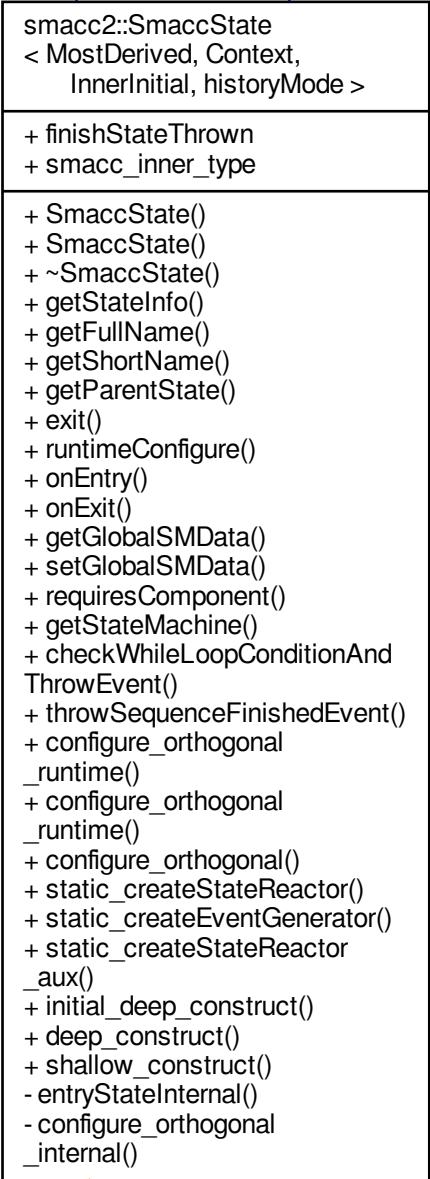 smacc2::SmaccState
< MostDerived, Context,
InnerInitial, historyMode >
+ finishStateThrown
+ smacc_inner_type
+ SmaccState()
+ SmaccState()
+ ~SmaccState()
+ getStateInfo()
+ getFullName()
+ getShortName()
+ getParentState()
+ exit()
+ runtimeConfigure()
+ onEntry()
+ onExit()
+ getGlobalSMData()
+ setGlobalSMData()
+ requiresComponent()
+ getStateMachine()
+ checkWhileLoopConditionAnd
ThrowEvent()
+ throwSequenceFinishedEvent()
+ configure_orthogonal
_runtime()
+ configure_orthogonal
_runtime()
+ configure_orthogonal()
+ static_createStateReactor()
+ static_createEventGenerator()
+ static_createStateReactor
_aux()
+ initial_deep_construct()
+ deep_construct()
+ shallow_construct()
- entryStateInternal()
- configure_orthogonal
_internal()